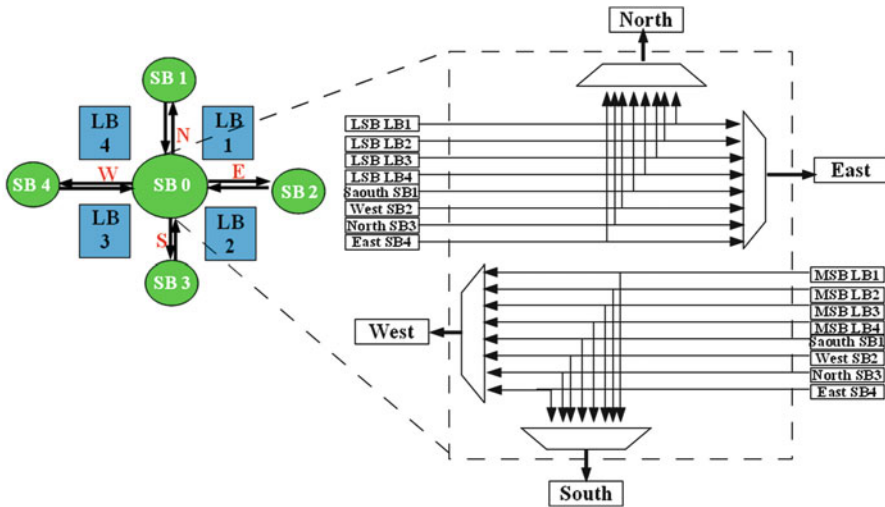 North
SB 1
LB
4
LB
1
N
W
E
SB 4
SB 0
SB 2
LB
3
LB
2
S
SB 3
LSB LB1
LSB LB2
LSB LB3
LSB LB4
Saouth SB1
West SB2
North SB3
East SB4
East
MSB LB1
MSB LB2
MSB LB3
MSB LB4
Saouth SB1
West SB2
North SB3
East SB4
West
South